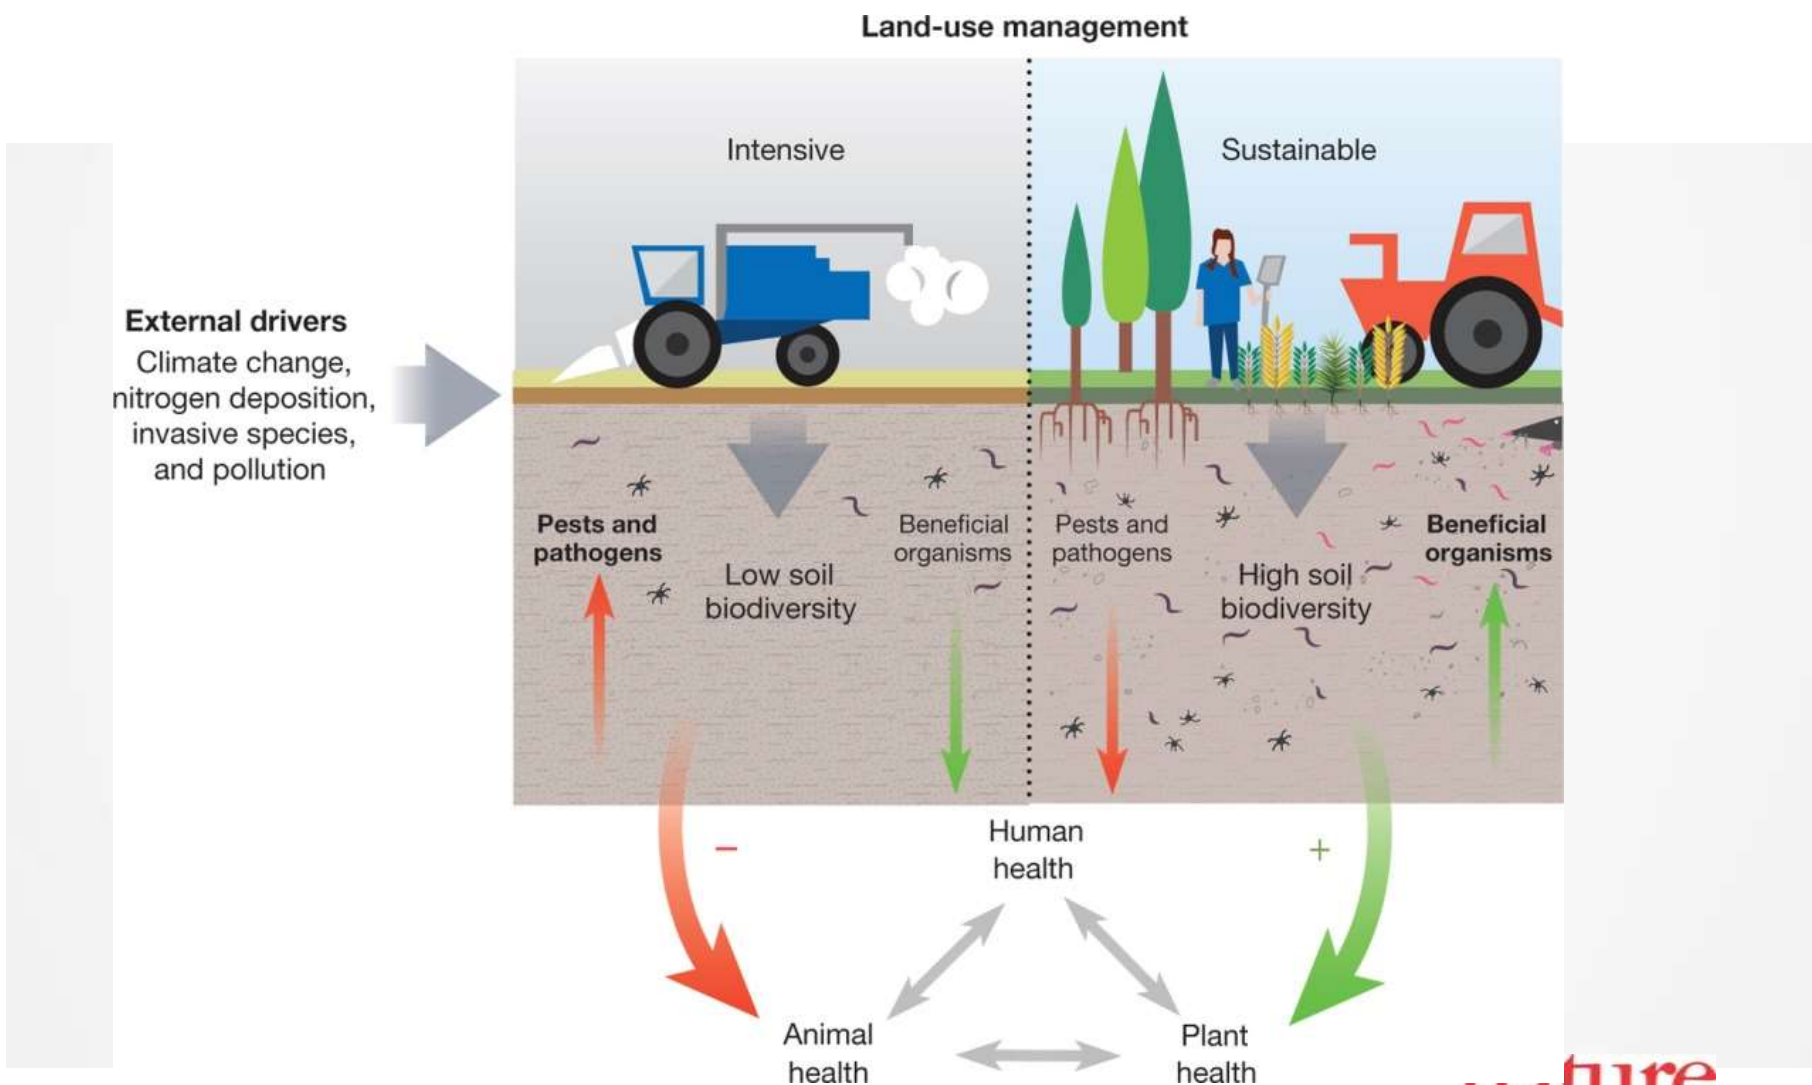 Land-use management
Intensive
Sustainable
External drivers
Climate change,
nitrogen deposition,
invasive species,
and pollution
Pests and
pathogens
Low soil
biodiversity
Beneficial
organisms
Pests and
pathogens
High soil
biodiversity
Beneficial
organisms
−
+
Human
health
Animal
health
Plant
health